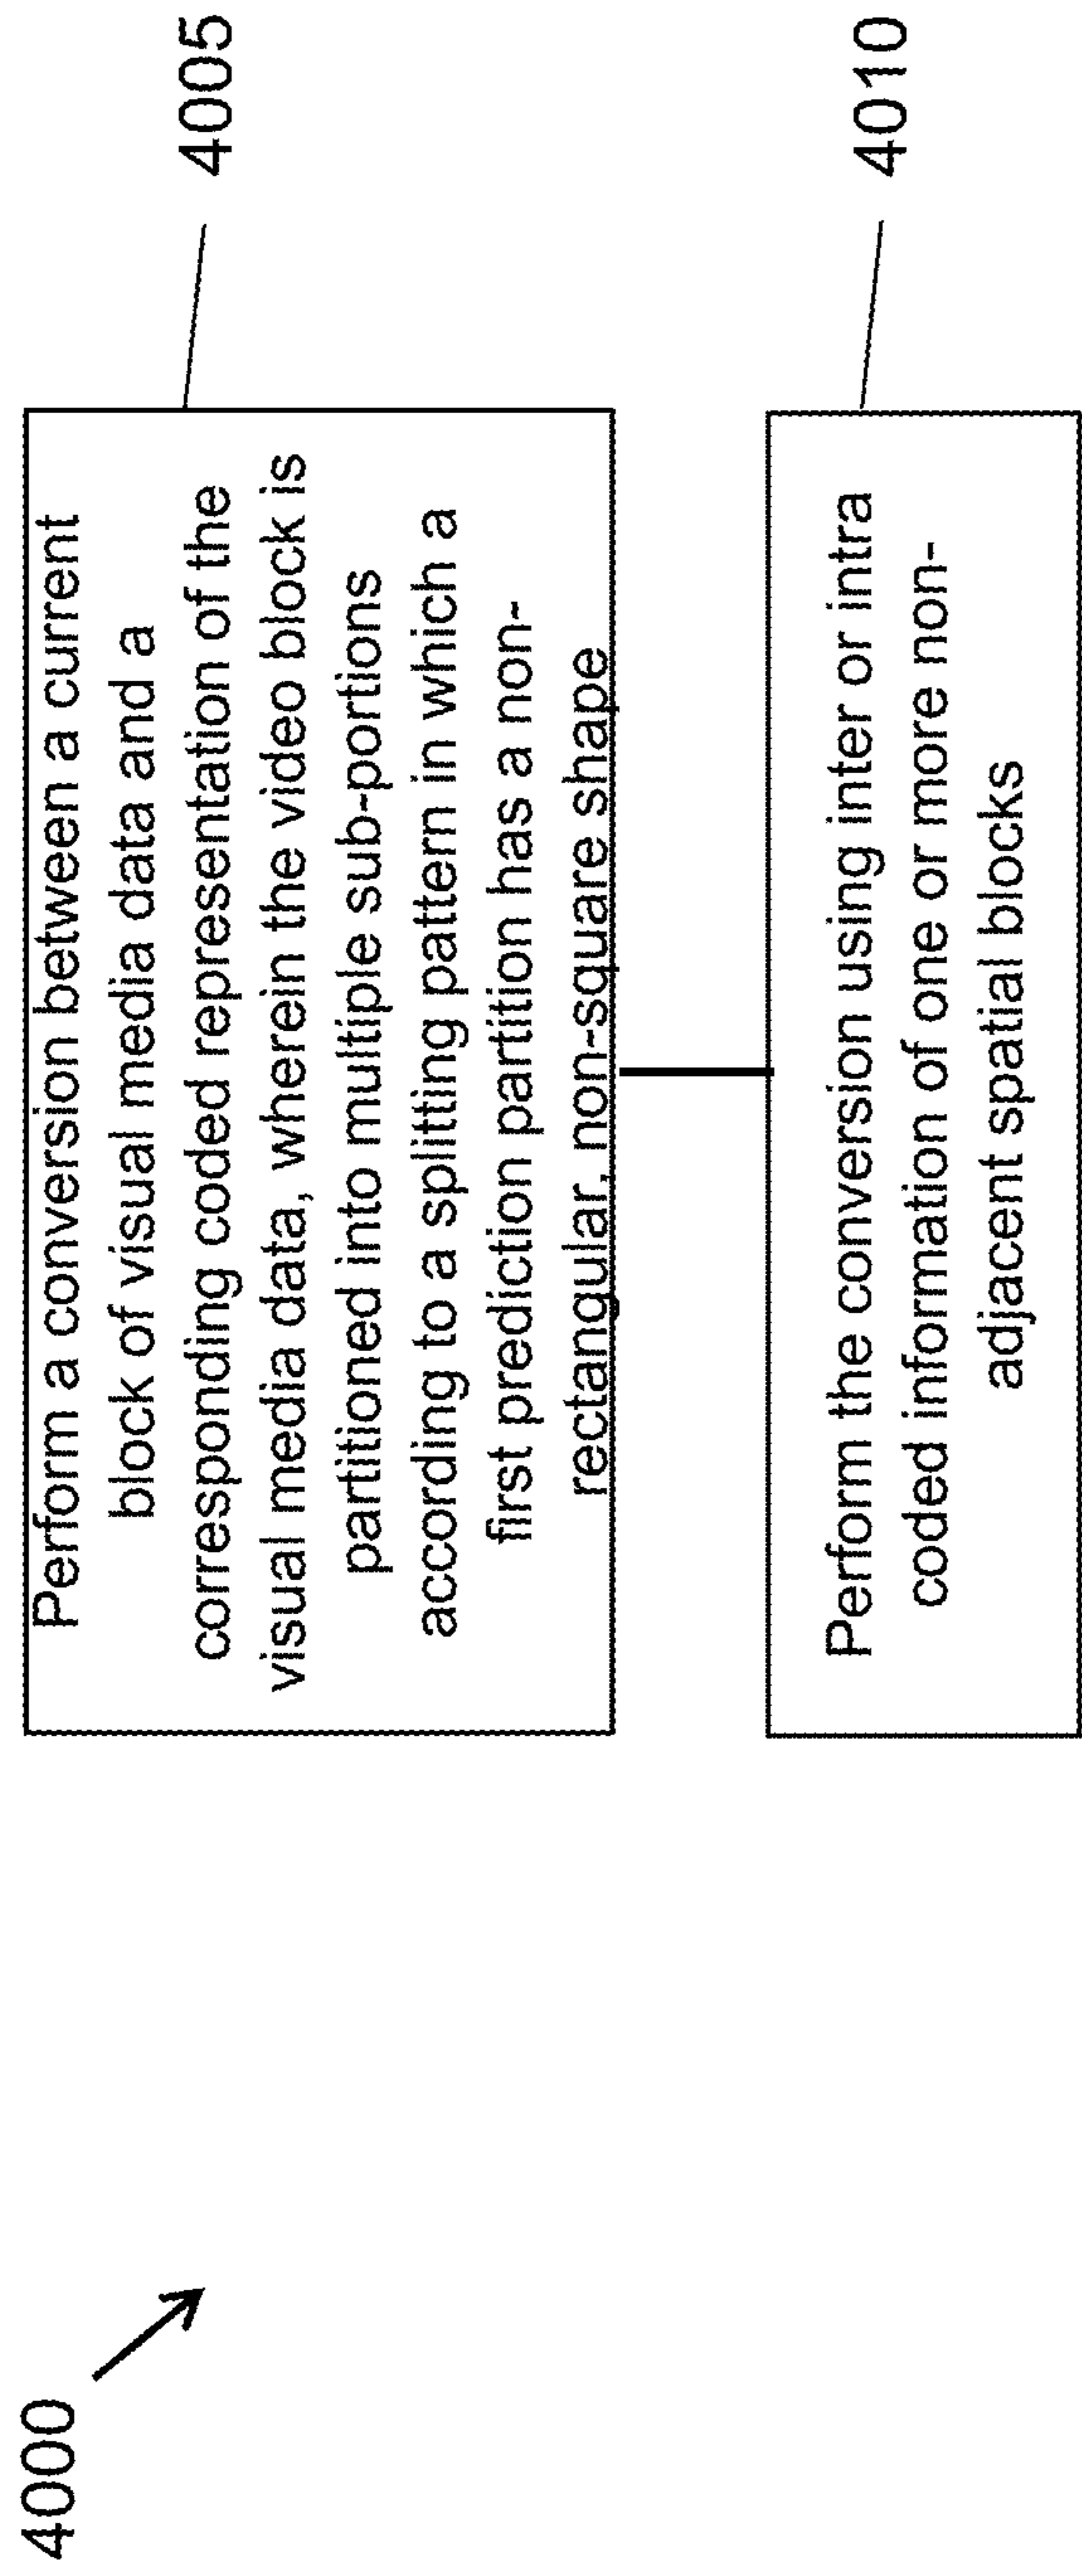 4000
Perform a conversion between a current
block of visual media data and a
corresponding coded representation of the
visual media data, wherein the video block is
partitioned into multiple sub-portions
according to a splitting pattern in which a
first prediction partition has a non-
rectangular, non-square shape
4005
Perform the conversion using inter or intra
coded information of one or more non-
adjacent spatial blocks
4010